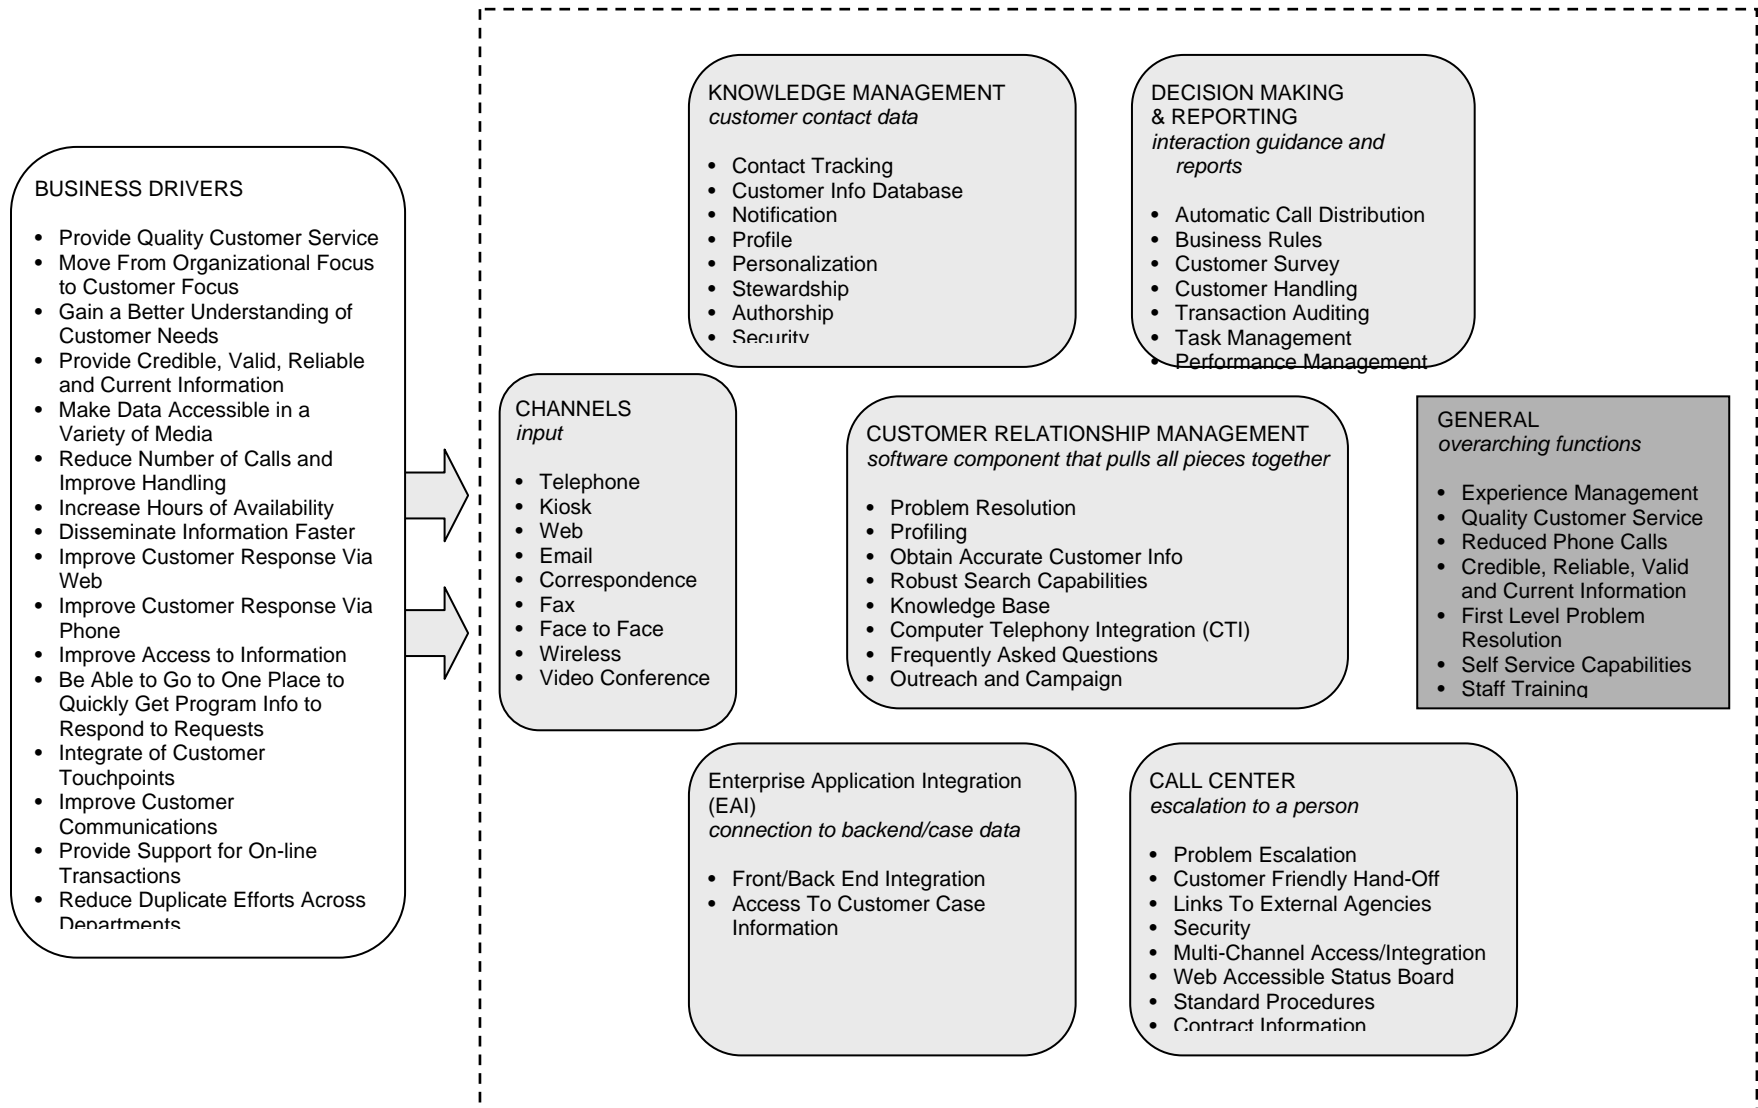 BUSINESS DRIVERS
• Provide Quality Customer Service
• Move From Organizational Focus
to Customer Focus
• Gain a Better Understanding of
Customer Needs
• Provide Credible, Valid, Reliable
and Current Information
• Make Data Accessible in a
Variety of Media
• Reduce Number of Calls and
Improve Handling
• Increase Hours of Availability
• Disseminate Information Faster
• Improve Customer Response Via
Web
• Improve Customer Response Via
Phone
• Improve Access to Information
• Be Able to Go to One Place to
Quickly Get Program Info to
Respond to Requests
• Integrate of Customer
Touchpoints
• Improve Customer
Communications
• Provide Support for On-line
Transactions
• Reduce Duplicate Efforts Across
Departments
KNOWLEDGE MANAGEMENT
customer contact data
• Contact Tracking
• Customer Info Database
• Notification
• Profile
• Personalization
• Stewardship
• Authorship
• Security
DECISION MAKING
& REPORTING
interaction guidance and
reports
• Automatic Call Distribution
• Business Rules
• Customer Survey
• Customer Handling
• Transaction Auditing
• Task Management
• Performance Management
CHANNELS
input
• Telephone
• Kiosk
• Web
• Email
• Correspondence
• Fax
• Face to Face
• Wireless
• Video Conference
CUSTOMER RELATIONSHIP MANAGEMENT
software component that pulls all pieces together
• Problem Resolution
• Profiling
• Obtain Accurate Customer Info
• Robust Search Capabilities
• Knowledge Base
• Computer Telephony Integration (CTI)
• Frequently Asked Questions
• Outreach and Campaign
GENERAL
overarching functions
• Experience Management
• Quality Customer Service
• Reduced Phone Calls
• Credible, Reliable, Valid
and Current Information
• First Level Problem
Resolution
• Self Service Capabilities
• Staff Training
Enterprise Application Integration
(EAI)
connection to backend/case data
• Front/Back End Integration
• Access To Customer Case
Information
CALL CENTER
escalation to a person
• Problem Escalation
• Customer Friendly Hand-Off
• Links To External Agencies
• Security
• Multi-Channel Access/Integration
• Web Accessible Status Board
• Standard Procedures
• Contract Information